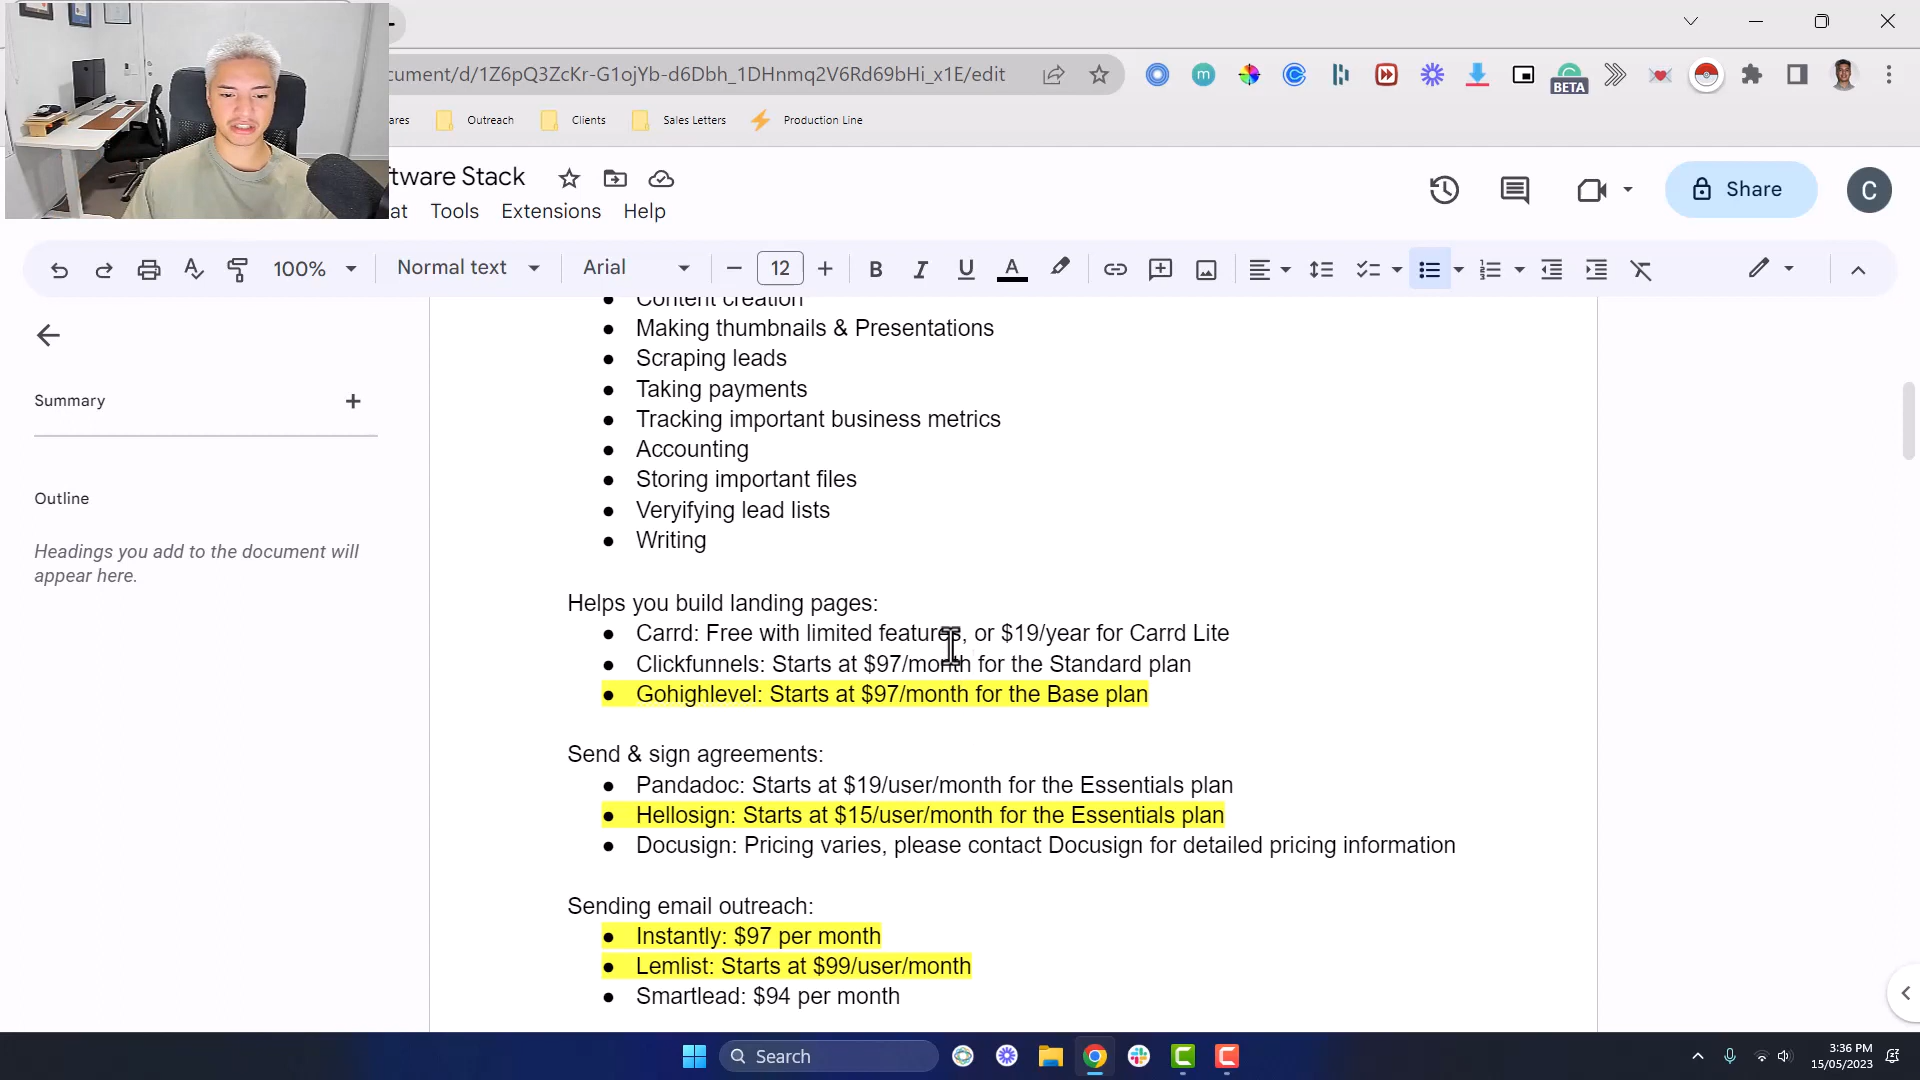 cument/d/1Z6pQ3ZcKr-G1ojYb-d6Dbh_1DHnmq2V6Rd69bHi_x1E/edit
BETA
ares
Outreach
Clients
Sales Letters
Production Line
ftware Stack
at
Tools
Extensions
Help
Share
C
100%
Normal text
Arial
12
B
I
U
A
Summary
Outline
Headings you add to the document will
appear here.
Content creation
Making thumbnails & Presentations
Scraping leads
Taking payments
Tracking important business metrics
Accounting
Storing important files
Veryifying lead lists
Writing
Helps you build landing pages:
Carrd: Free with limited features, or $19/year for Carrd Lite
Clickfunnels: Starts at $97/month for the Standard plan
Gohighlevel: Starts at $97/month for the Base plan
Send & sign agreements:
Pandadoc: Starts at $19/user/month for the Essentials plan
Hellosign: Starts at $15/user/month for the Essentials plan
Docusign: Pricing varies, please contact Docusign for detailed pricing information
Sending email outreach:
Instantly: $97 per month
Lemlist: Starts at $99/user/month
Smartlead: $94 per month
Search
3:36 PM
15/05/2023